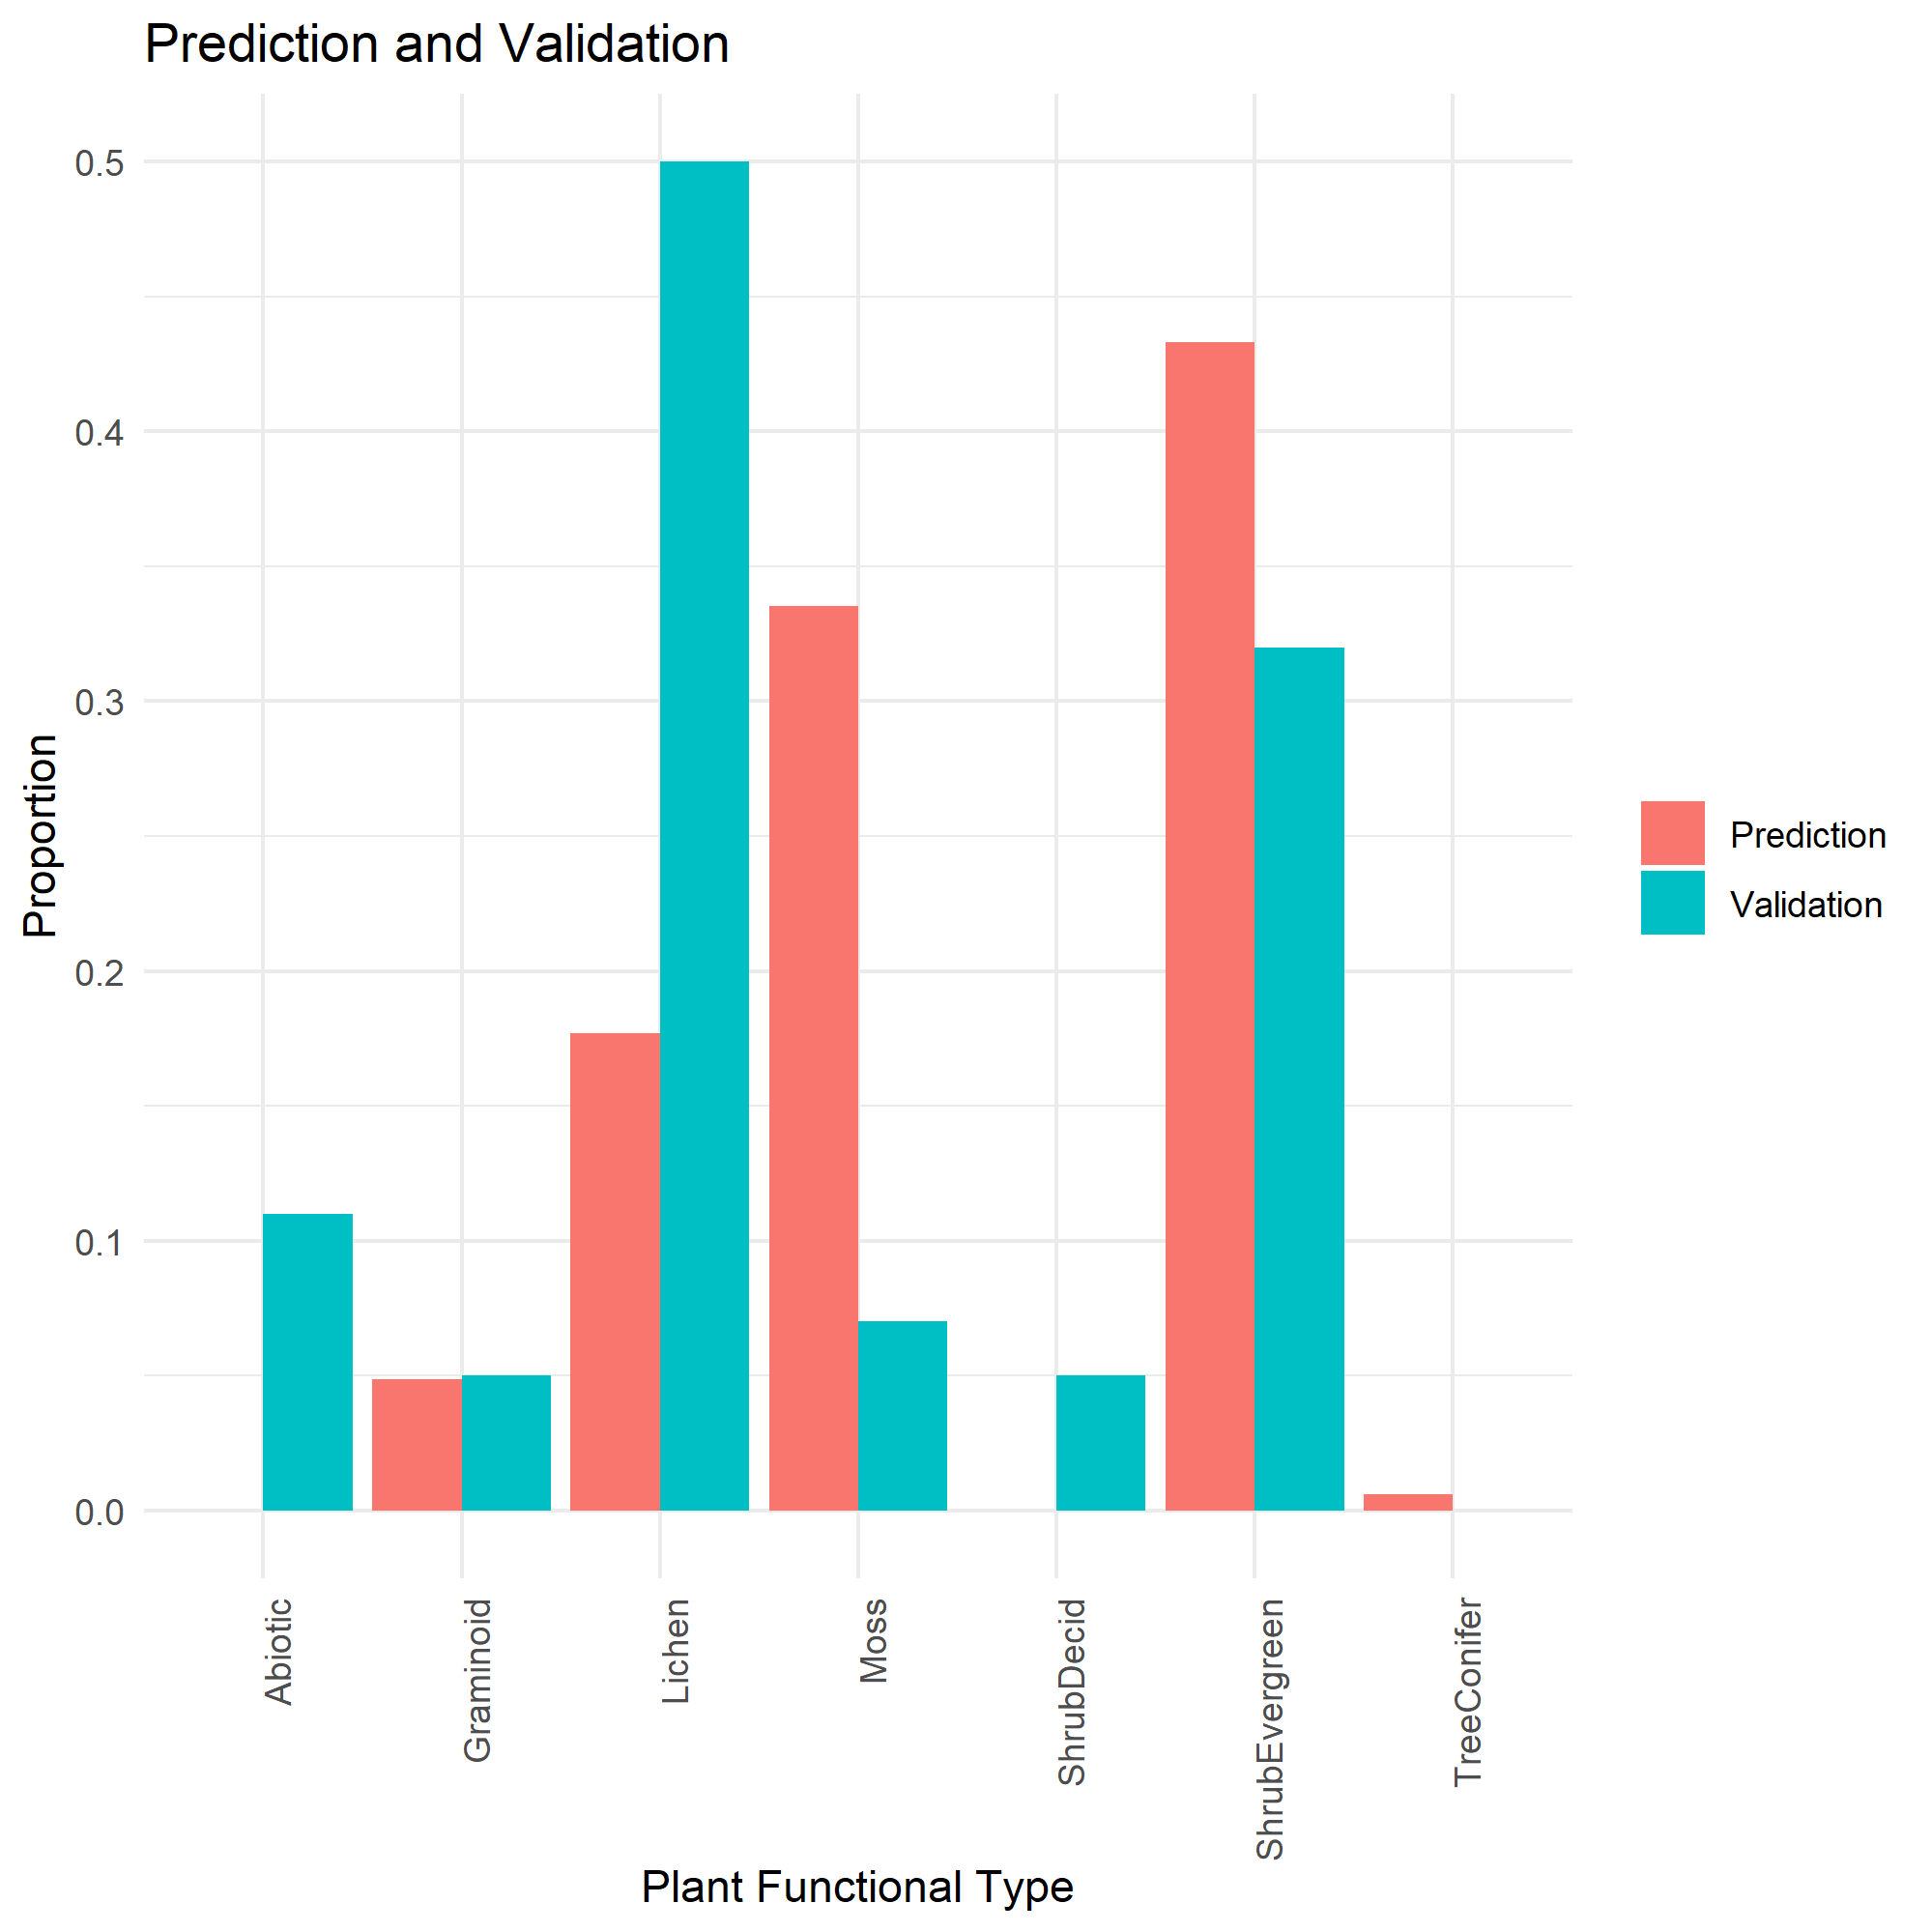 Prediction and Validation
0.5
0.4
0.3
0.2
0.1
0.0
Proportion
Abiotic
Graminoid
Lichen
Moss
ShrubDecid
ShrubEvergreen
TreeConifer
Plant Functional Type
Prediction
Validation